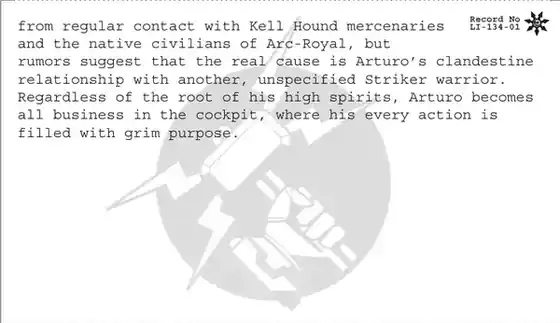 from regular contact with Kell Hound mercenaries
and the native civilians of Arc-Royal, but
rumors suggest that the real cause is Arturo's clandestine
relationship with another, unspecified Striker warrior.
Regardless of the root of his high spirits, Arturo becomes
all business in the cockpit, where his every action is
filled with grim purpose.
Record No
LI-134-01